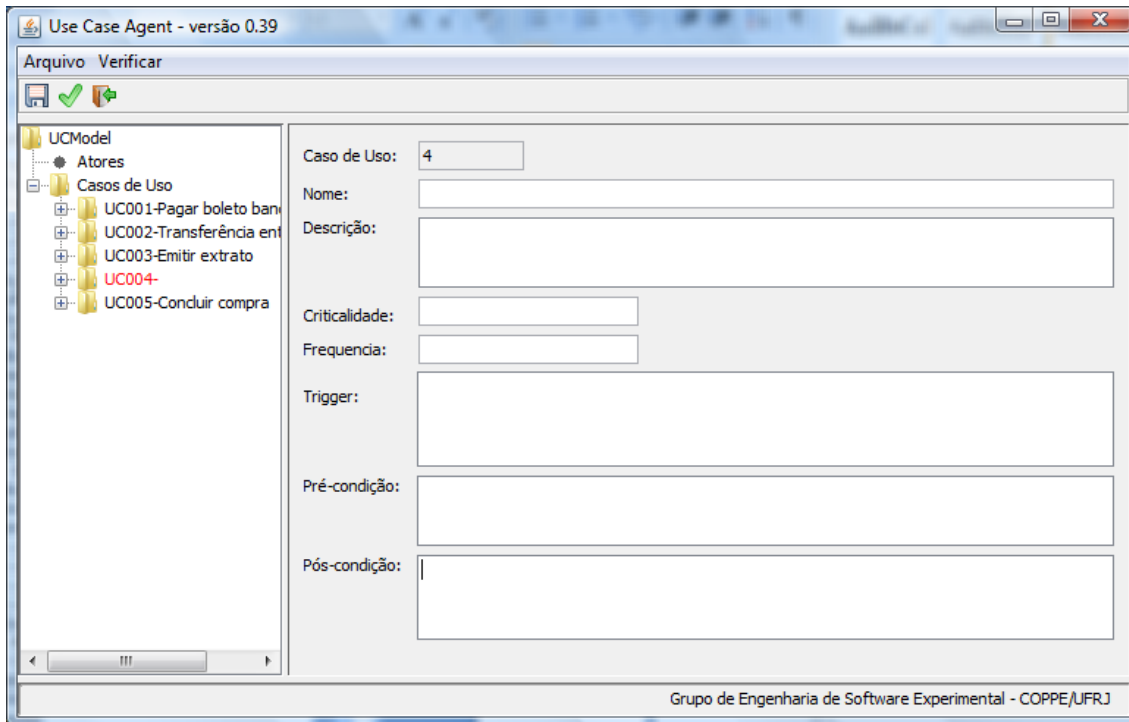 Use Case Agent - versão 0.39
Arquivo Verificar
UCModel
Atores
Casos de Uso
UC001-Pagar boleto ban
UC002-Transferência ent
UC003-Emitir extrato
UC004-
UC005-Concluir compra
Caso de Uso: 4
Nome:
Descrição:
Criticalidade:
Frequencia:
Trigger:
Pré-condição:
Pós-condição:
Grupo de Engenharia de Software Experimental - COPPE/UFRJ